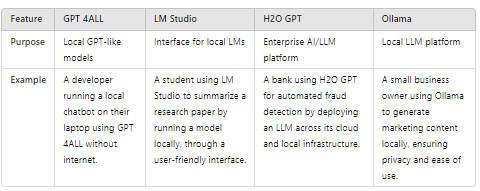 Feature GPT 4ALL LM Studio H2O GPT Ollama
Purpose Local GPT-like models Interface for local LMs Enterprise AI/LLM platform Local LLM platform
Example A developer running a local chatbot on their laptop using GPT 4ALL without internet. A student using LM Studio to summarize a research paper by running a model locally, through a user-friendly interface. A bank using H2O GPT for automated fraud detection by deploying an LLM across its cloud and local infrastructure. A small business owner using Ollama to generate marketing content locally, ensuring privacy and ease of use.